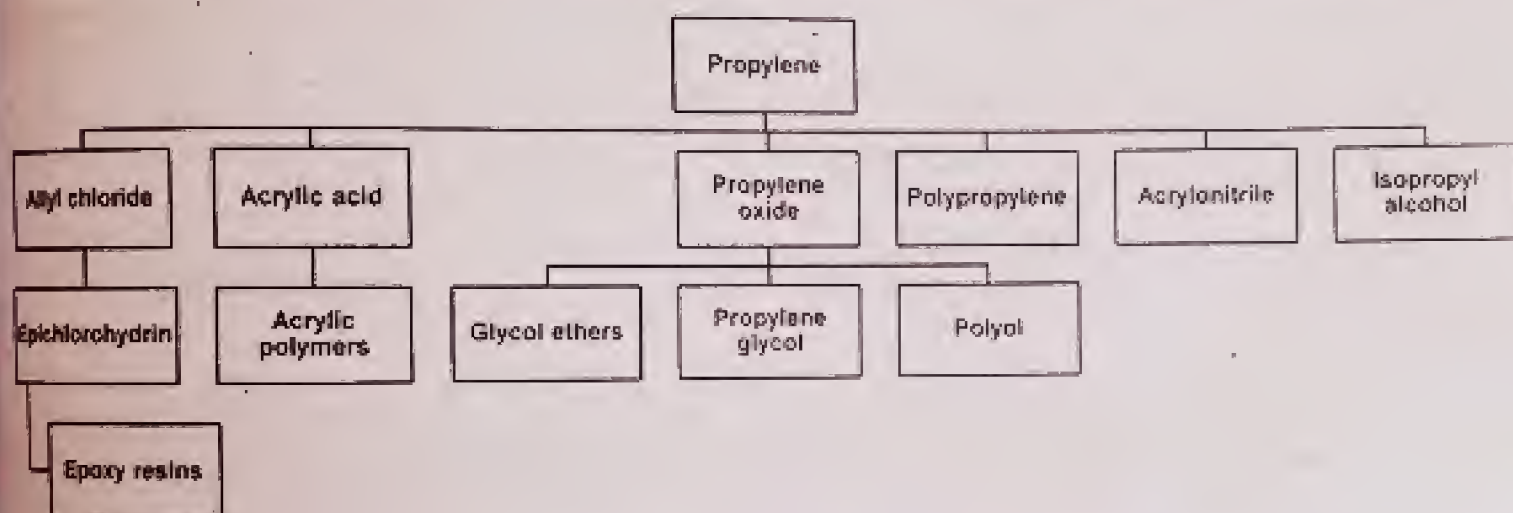 Propylene
Allyl chloride
Acrylic acid
Propylene
oxide
Polypropylene
Acrylonitrile
Isopropyl
alcohol
Epichlorohydrin
Acrylic
polymers
Glycol ethers
Propylene
glycol
Polyol
Epoxy resins